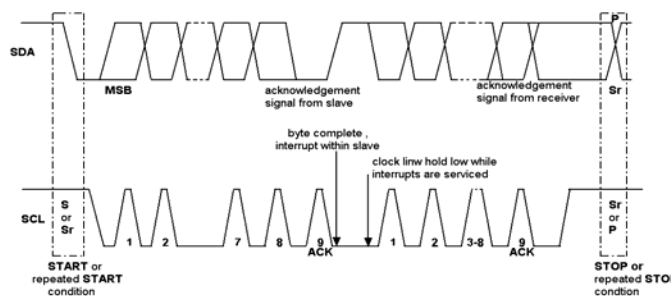 P
SDA
MSB
acknowledgement
signal from slave
acknowledgement
signal from receiver
Sr
byte complete ,
interrupt within slave
clock linw hold low while
interrupts are serviced
SCL
S
or
Sr
1
2
7
8
9
ACK
1
2
3-8
9
ACK
Sr
or
P
START or
repeated START
condition
STOP or
repeated STO
condtion